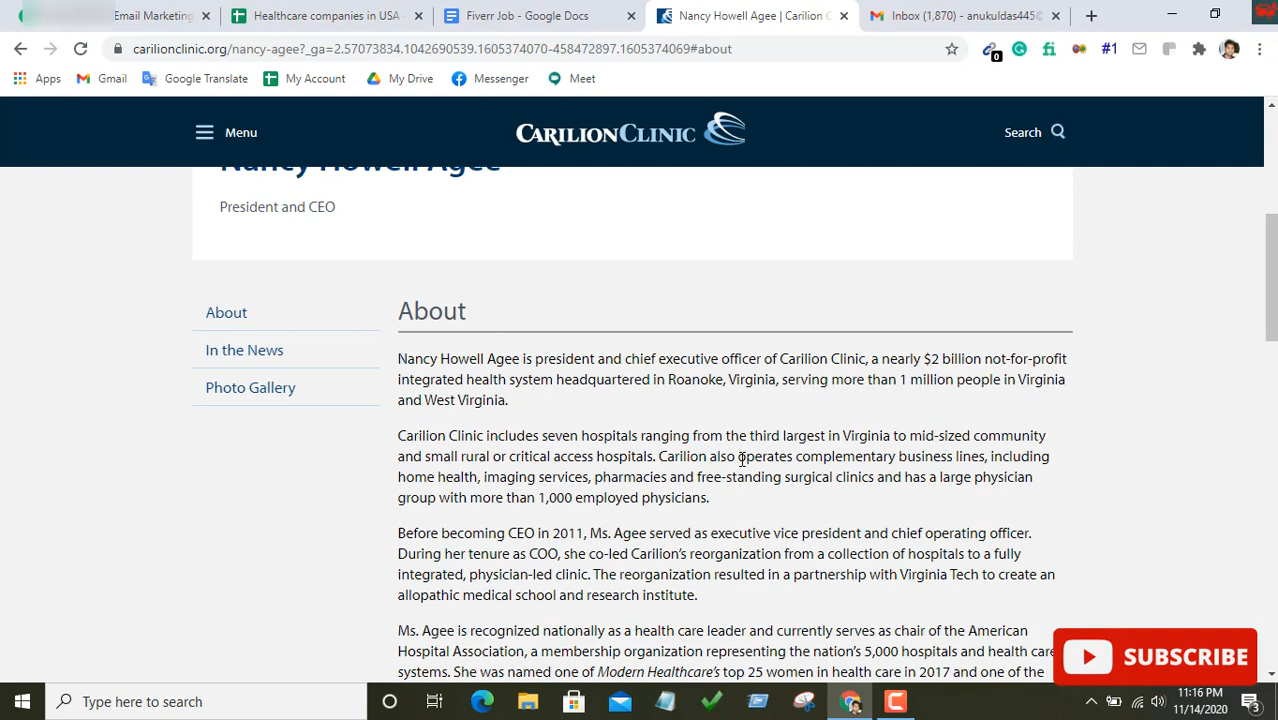 Email Marketing
Healthcare companies in USA
Fiverr Job - Google Docs
Nancy Howell Agee | Carilion C
Inbox (1,870) - anukuldas445@
carilionclinic.org/nancy-agee?_ga=2.57073834.1042690539.1605374070-458472897.1605374069#about
0
#1
Apps
Gmail
Google Translate
My Account
My Drive
Messenger
Meet
Menu
CARILIONCLINIC
Search
Nancy Howell Agee
President and CEO
About
In the News
Photo Gallery
About
Nancy Howell Agee is president and chief executive officer of Carilion Clinic, a nearly $2 billion not-for-profit
integrated health system headquartered in Roanoke, Virginia, serving more than 1 million people in Virginia
and West Virginia.
Carilion Clinic includes seven hospitals ranging from the third largest in Virginia to mid-sized community
and small rural or critical access hospitals. Carilion also operates complementary business lines, including
home health, imaging services, pharmacies and free-standing surgical clinics and has a large physician
group with more than 1,000 employed physicians.
Before becoming CEO in 2011, Ms. Agee served as executive vice president and chief operating officer.
During her tenure as COO, she co-led Carilion's reorganization from a collection of hospitals to a fully
integrated, physician-led clinic. The reorganization resulted in a partnership with Virginia Tech to create an
allopathic medical school and research institute.
Ms. Agee is recognized nationally as a health care leader and currently serves as chair of the American
Hospital Association, a membership organization representing the nation's 5,000 hospitals and health care
systems. She was named one of Modern Healthcare's top 25 women in health care in 2017 and one of the
SUBSCRIBE
Type here to search
11:16 PM
11/14/2020
3